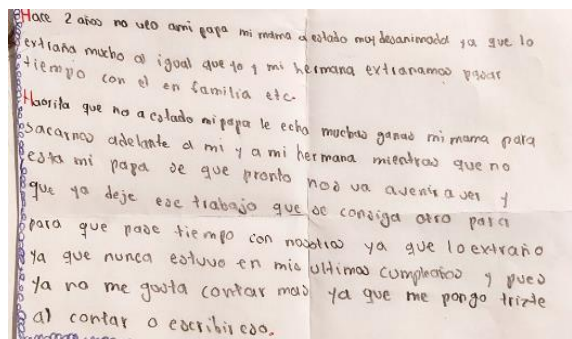 Hace 2 años no veo ami papa mi mama a estado muy desanimada ya que lo
extraña mucho al igual que yo y mi hermana extranamos pasar
tiempo con el en familia etc.
Haorita que no a estado mi papa le echo muchas ganas mi mama para
sacarnos adelante al mi y a mi hermana mientras que no
esta mi papa se que pronto nos va avenir a ver y
que ya deje ese trabajo que se consiga otro para
para que pase tiempo con nosotros ya que lo extraño
ya que nunca estuvo en mis ultimos cumpleaños y pues
ya no me gusta contar mas ya que me pongo trizte
al contar o escribir eso.